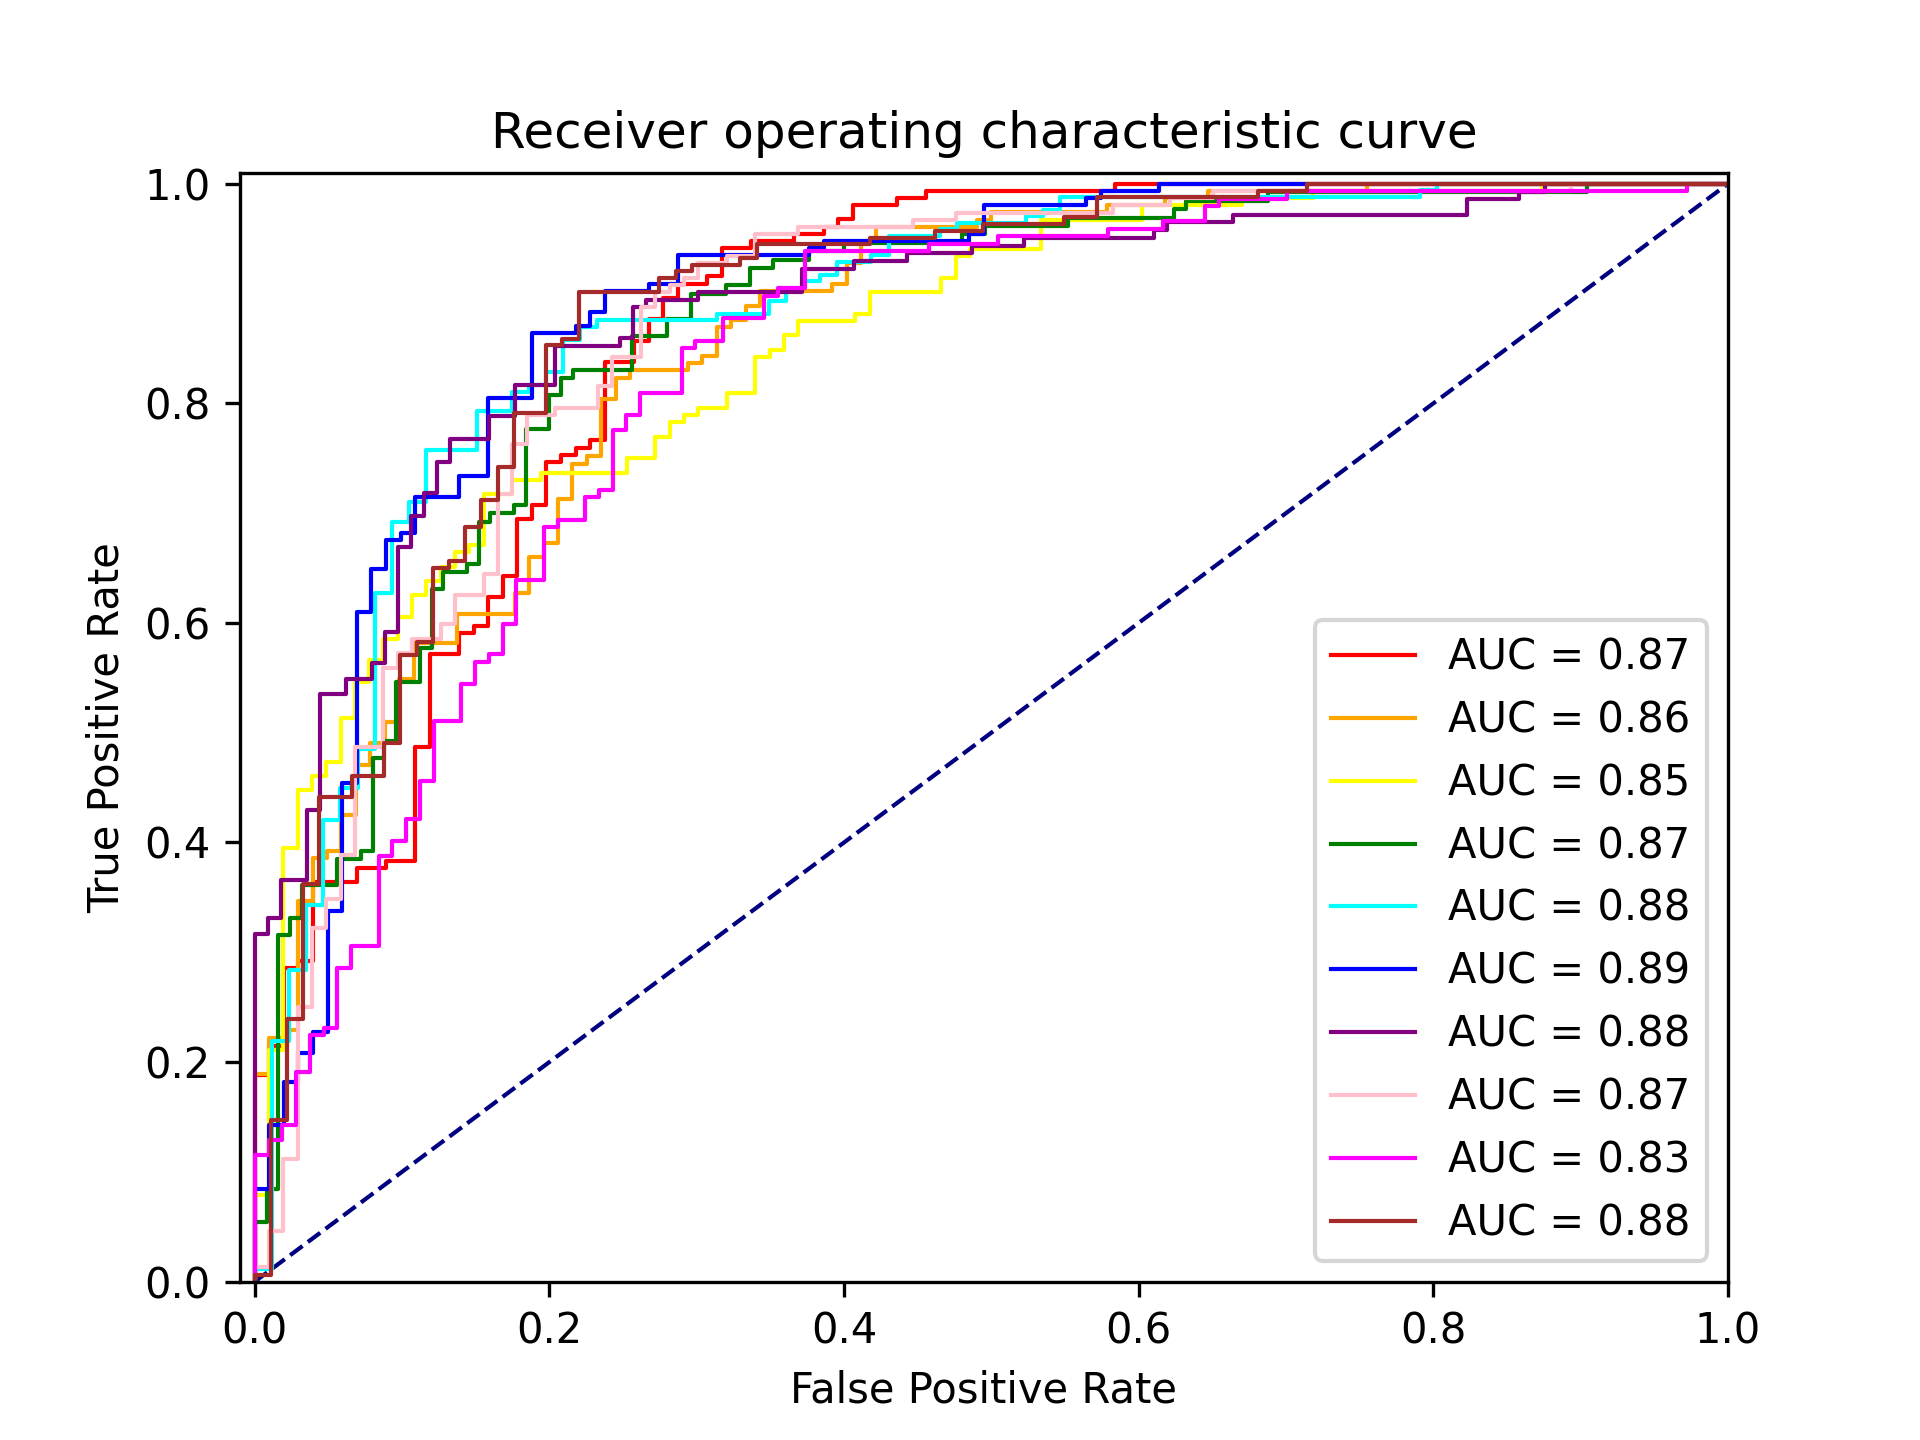 Receiver operating characteristic curve
1.0
0.8
0.6
0.4
0.2
0.0
True Positive Rate
AUC = 0.87
AUC = 0.86
AUC = 0.85
AUC = 0.87
AUC = 0.88
AUC = 0.89
AUC = 0.88
AUC = 0.87
AUC = 0.83
AUC = 0.88
0.0 0.2 0.4 0.6 0.8 1.0
False Positive Rate